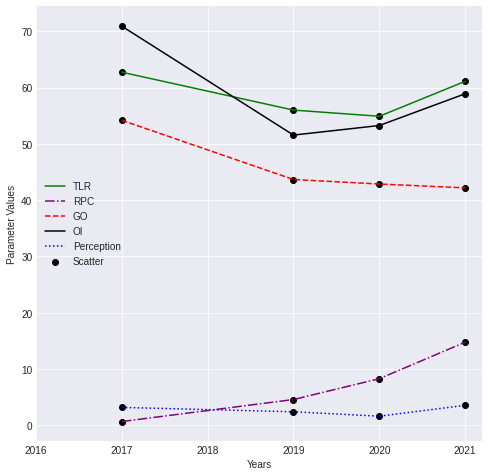 70
60
50
40
30
20
10
0
Parameter Values
TLR
RPC
GO
OI
Perception
Scatter
2016 2017 2018 2019 2020 2021
Years